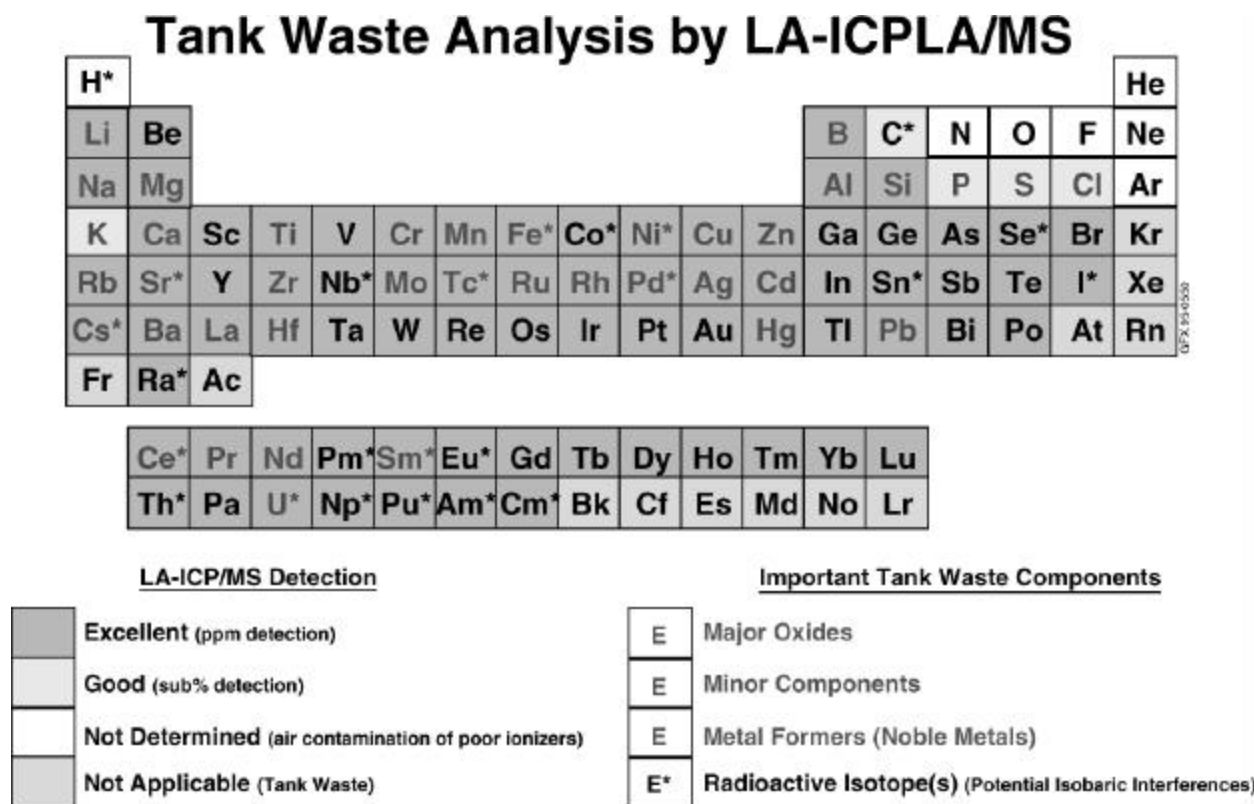 Tank Waste Analysis by LA-ICPLA/MS
H* He
Li Be B C* N O F Ne
Na Mg Al Si P S Cl Ar
K Ca Sc Ti V Cr Mn Fe* Co* Ni* Cu Zn Ga Ge As Se* Br Kr
Rb Sr* Y Zr Nb* Mo Tc* Ru Rh Pd* Ag Cd In Sn* Sb Te I* Xe
Cs* Ba La Hf Ta W Re Os Ir Pt Au Hg Tl Pb Bi Po At Rn
Fr Ra* Ac
Ce* Pr Nd Pm* Sm* Eu* Gd Tb Dy Ho Tm Yb Lu
Th* Pa U* Np* Pu* Am* Cm* Bk Cf Es Md No Lr
LA-ICP/MS Detection
Excellent (ppm detection)
Good (sub% detection)
Not Determined (air contamination of poor ionizers)
Not Applicable (Tank Waste)
Important Tank Waste Components
E Major Oxides
E Minor Components
E Metal Formers (Noble Metals)
E* Radioactive Isotope(s) (Potential Isobaric Interferences)